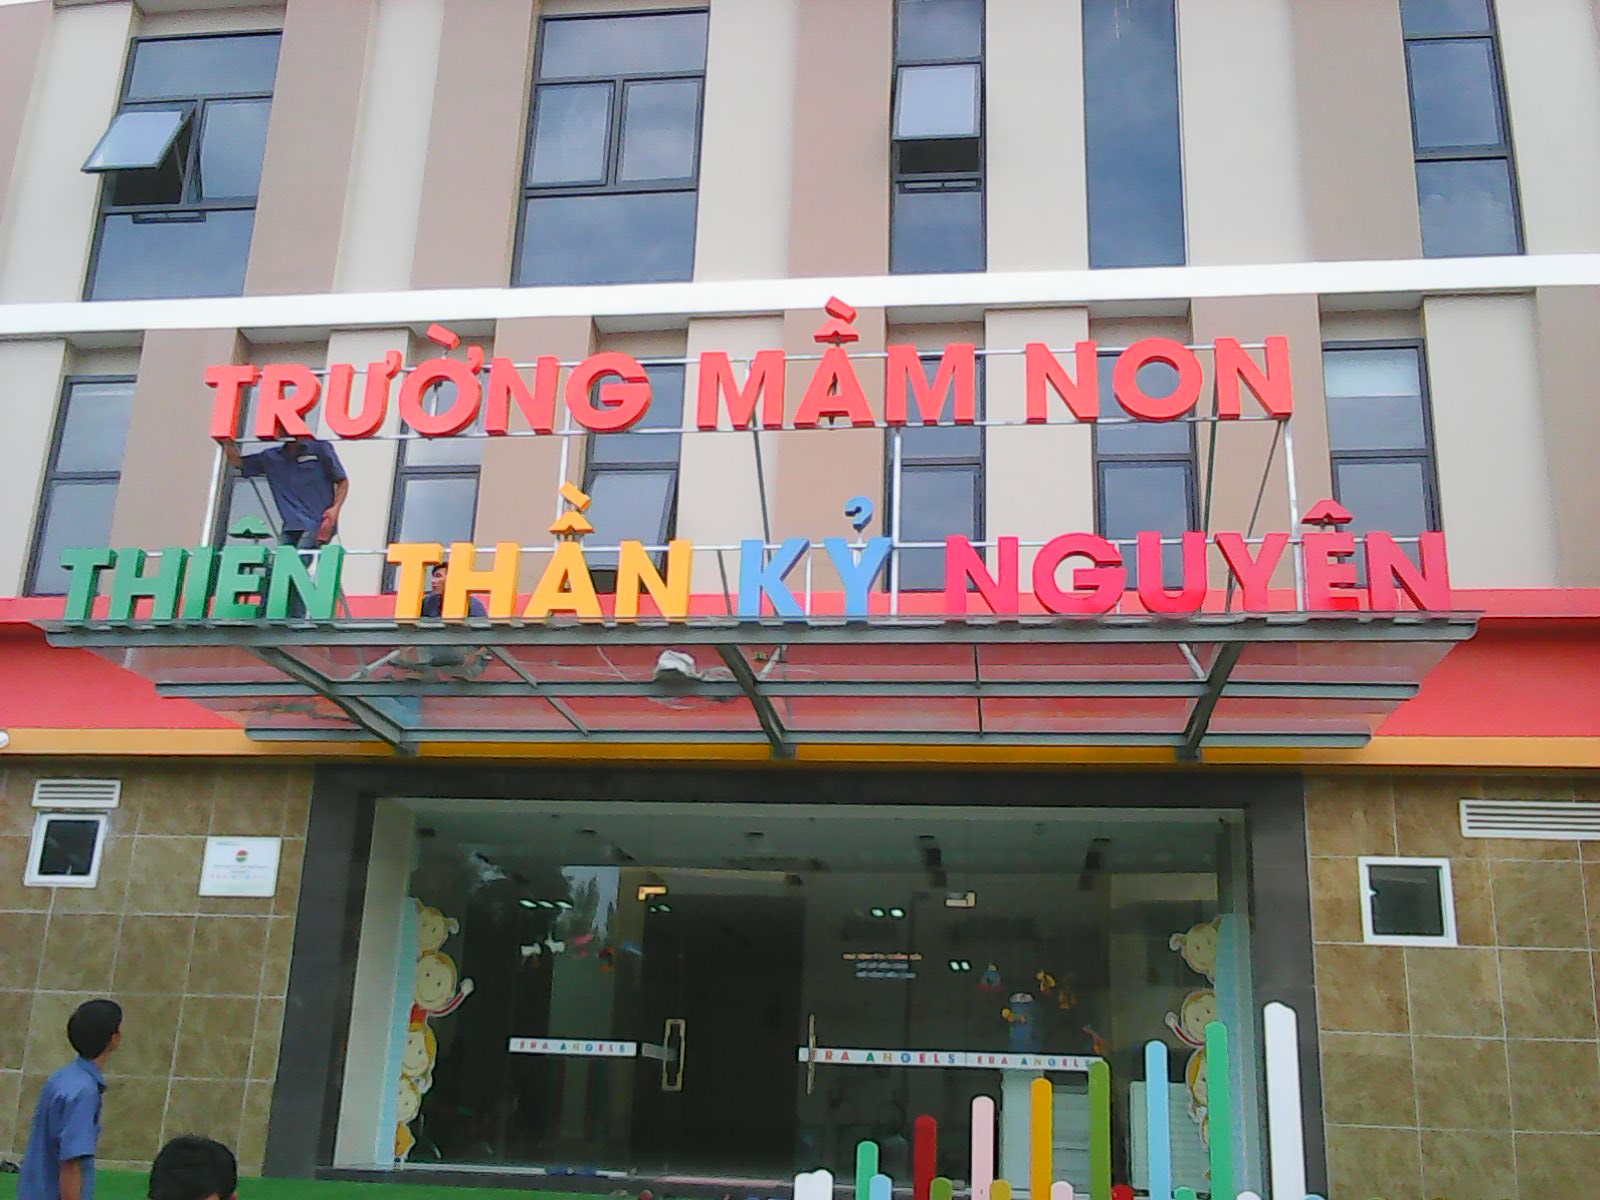 TRƯỜNG MẦM NON
THIÊN THẦN KỶ NGUYÊN
ERA ANGELS
ERA ANGELS ERA ANGELS